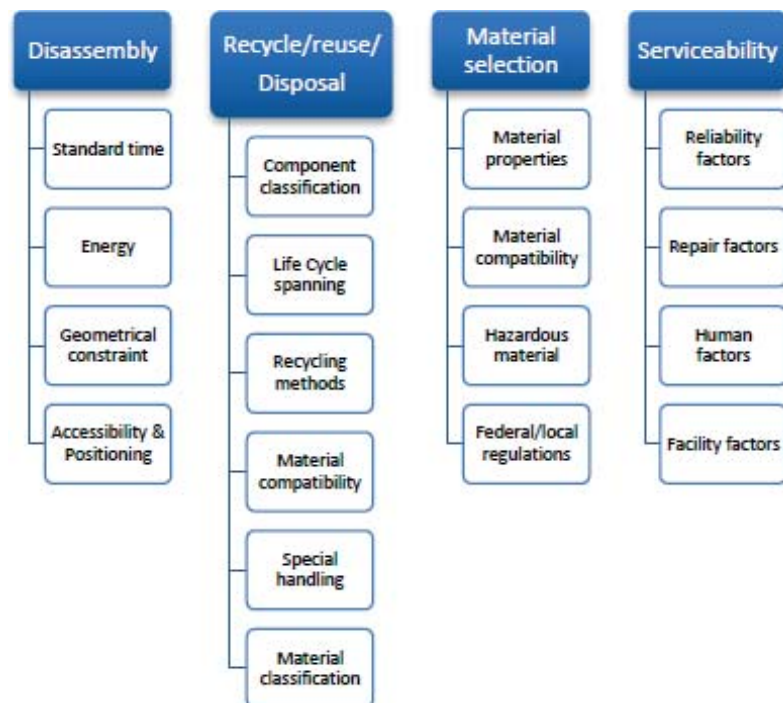 Disassembly
Standard time
Energy
Geometrical
constraint
Accessibility &
Positioning
Recycle/reuse/
Disposal
Component
classification
Life Cycle
spanning
Recycling
methods
Material
compatibility
Special
handling
Material
classification
Material
selection
Material
properties
Material
compatibility
Hazardous
material
Federal/local
regulations
Serviceability
Reliability
factors
Repair factors
Human
factors
Facility factors